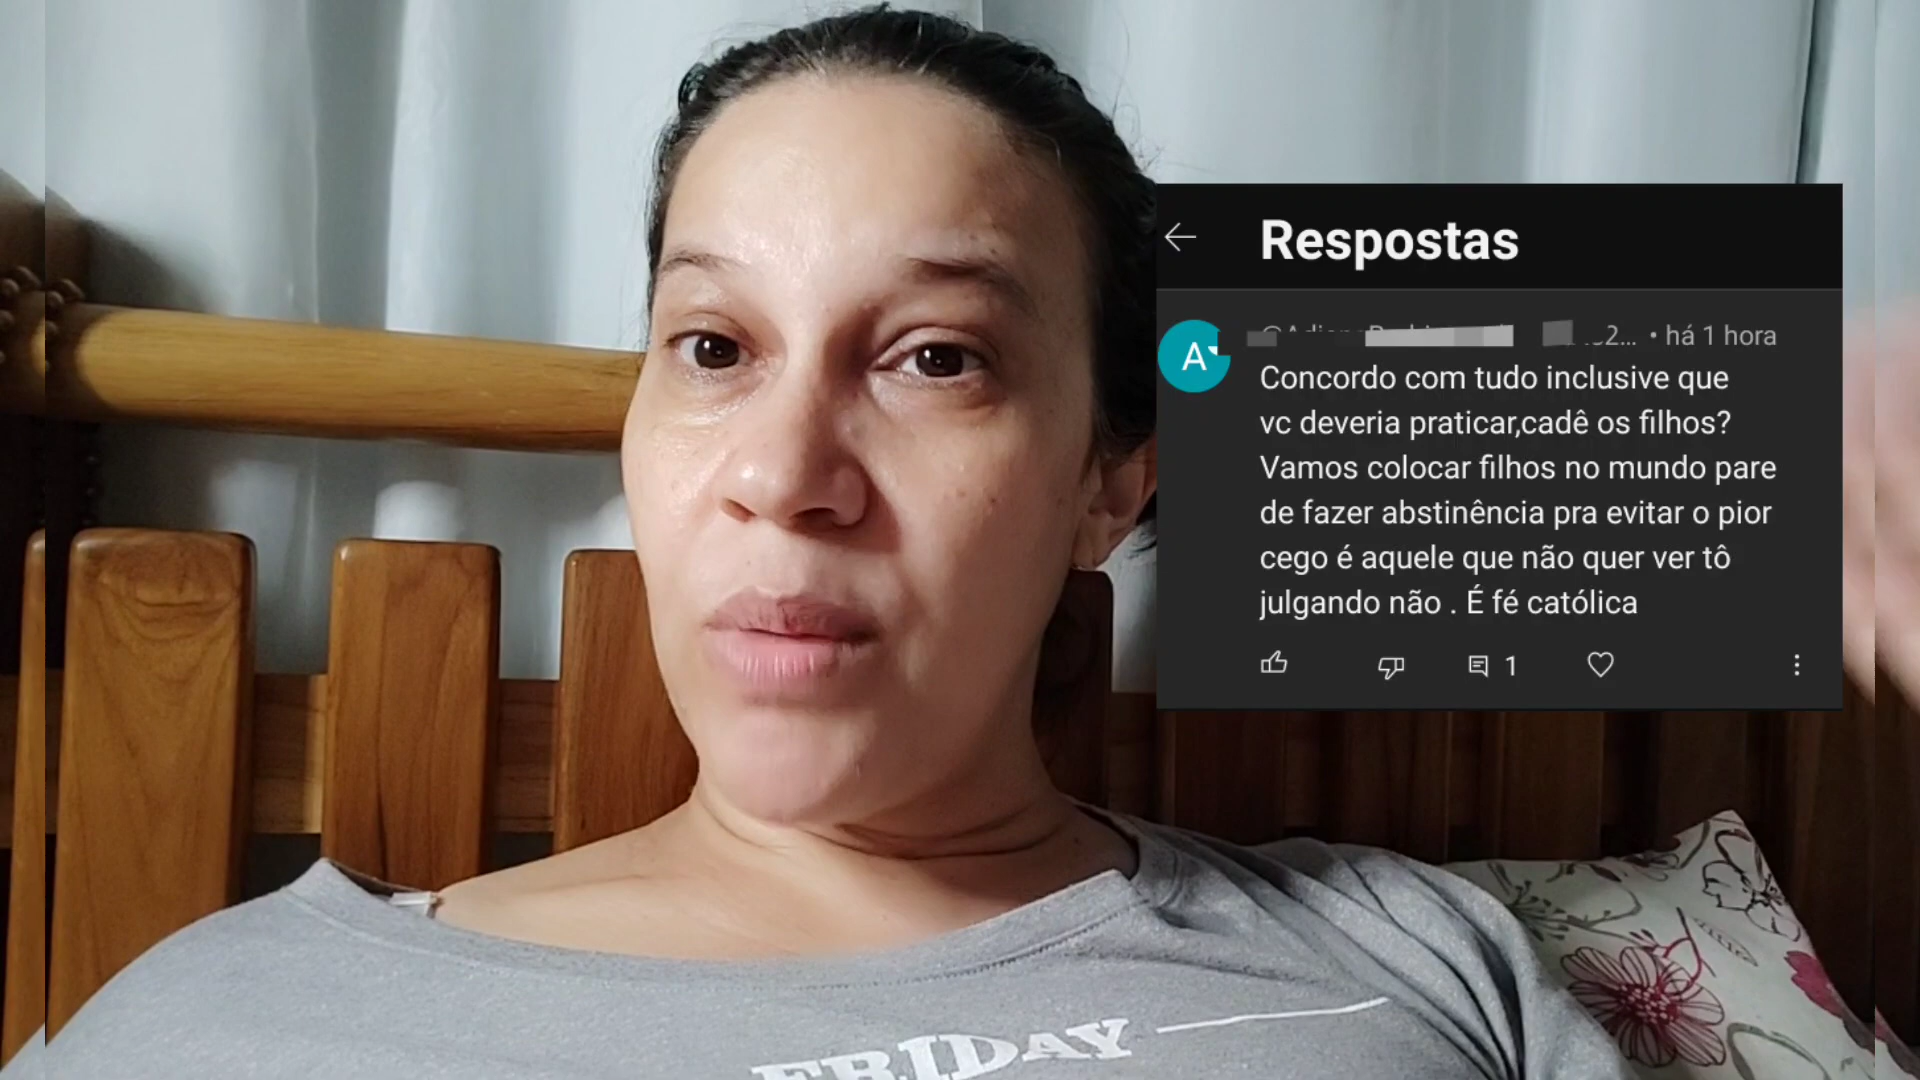 Respostas
há 1 hora
A
Concordo com tudo inclusive que
vc deveria praticar,cadê os filhos?
Vamos colocar filhos no mundo pare
de fazer abstinência pra evitar o pior
cego é aquele que não quer ver tô
julgando não . É fé católica
1
FRIDAY